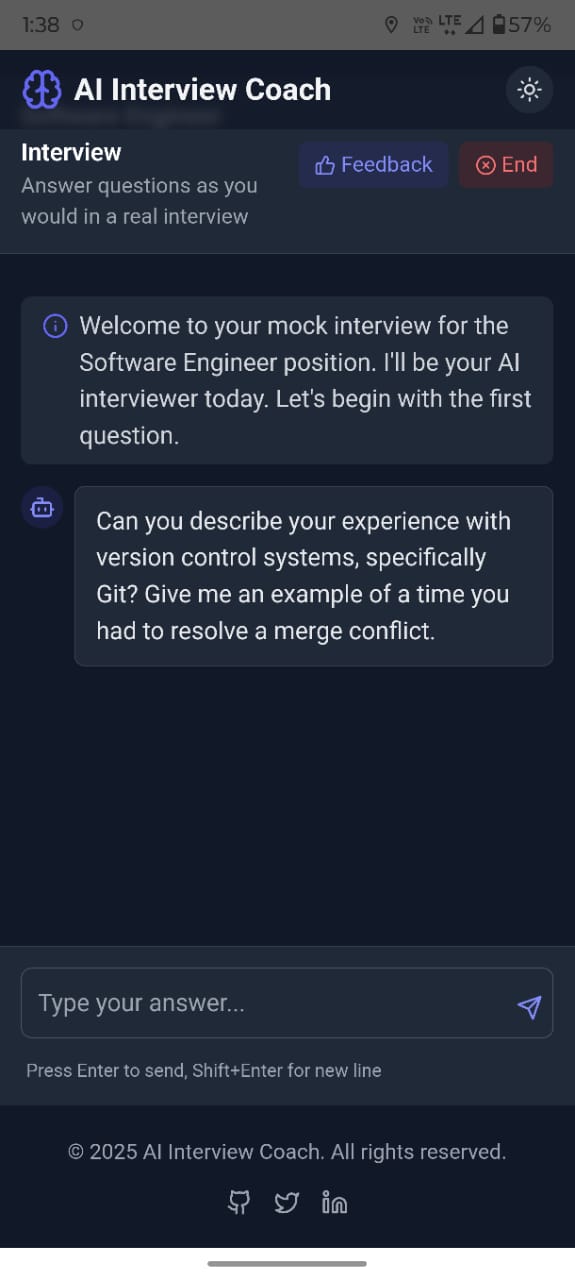 1:38
Vo
LTE
LTE
57%
AI Interview Coach
Software Engineer
Interview
Feedback
End
Answer questions as you
would in a real interview
Welcome to your mock interview for the
Software Engineer position. I'll be your AI
interviewer today. Let's begin with the first
question.
Can you describe your experience with
version control systems, specifically
Git? Give me an example of a time you
had to resolve a merge conflict.
Type your answer...
Press Enter to send, Shift+Enter for new line
© 2025 AI Interview Coach. All rights reserved.
in